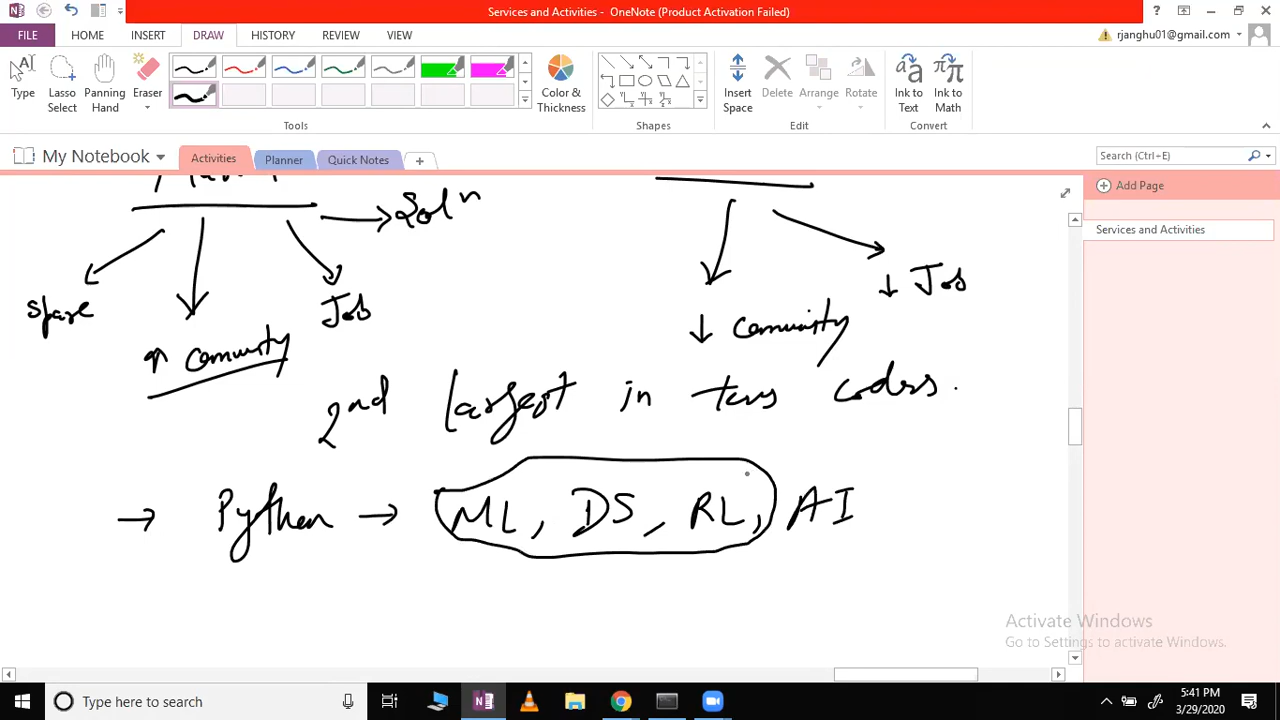 Services and Activities - OneNote (Product Activation Failed)
?
FILE HOME INSERT DRAW HISTORY REVIEW VIEW
rjanghu01@gmail.com
Type Lasso Select Panning Hand Eraser
Color & Thickness
Insert Space Delete Arrange Rotate
Ink to Text Ink to Math
Tools Shapes Edit Convert
My Notebook Activities Planner Quick Notes
Search (Ctrl+E)
Add Page
Services and Activities
→ Sol n
↓ Job
Job
↑ Community
↓ Community
2nd largest in coders.
→ Python → ML, DS, RL, AI
Activate Windows
Go to Settings to activate Windows.
Type here to search
5:41 PM
3/29/2020